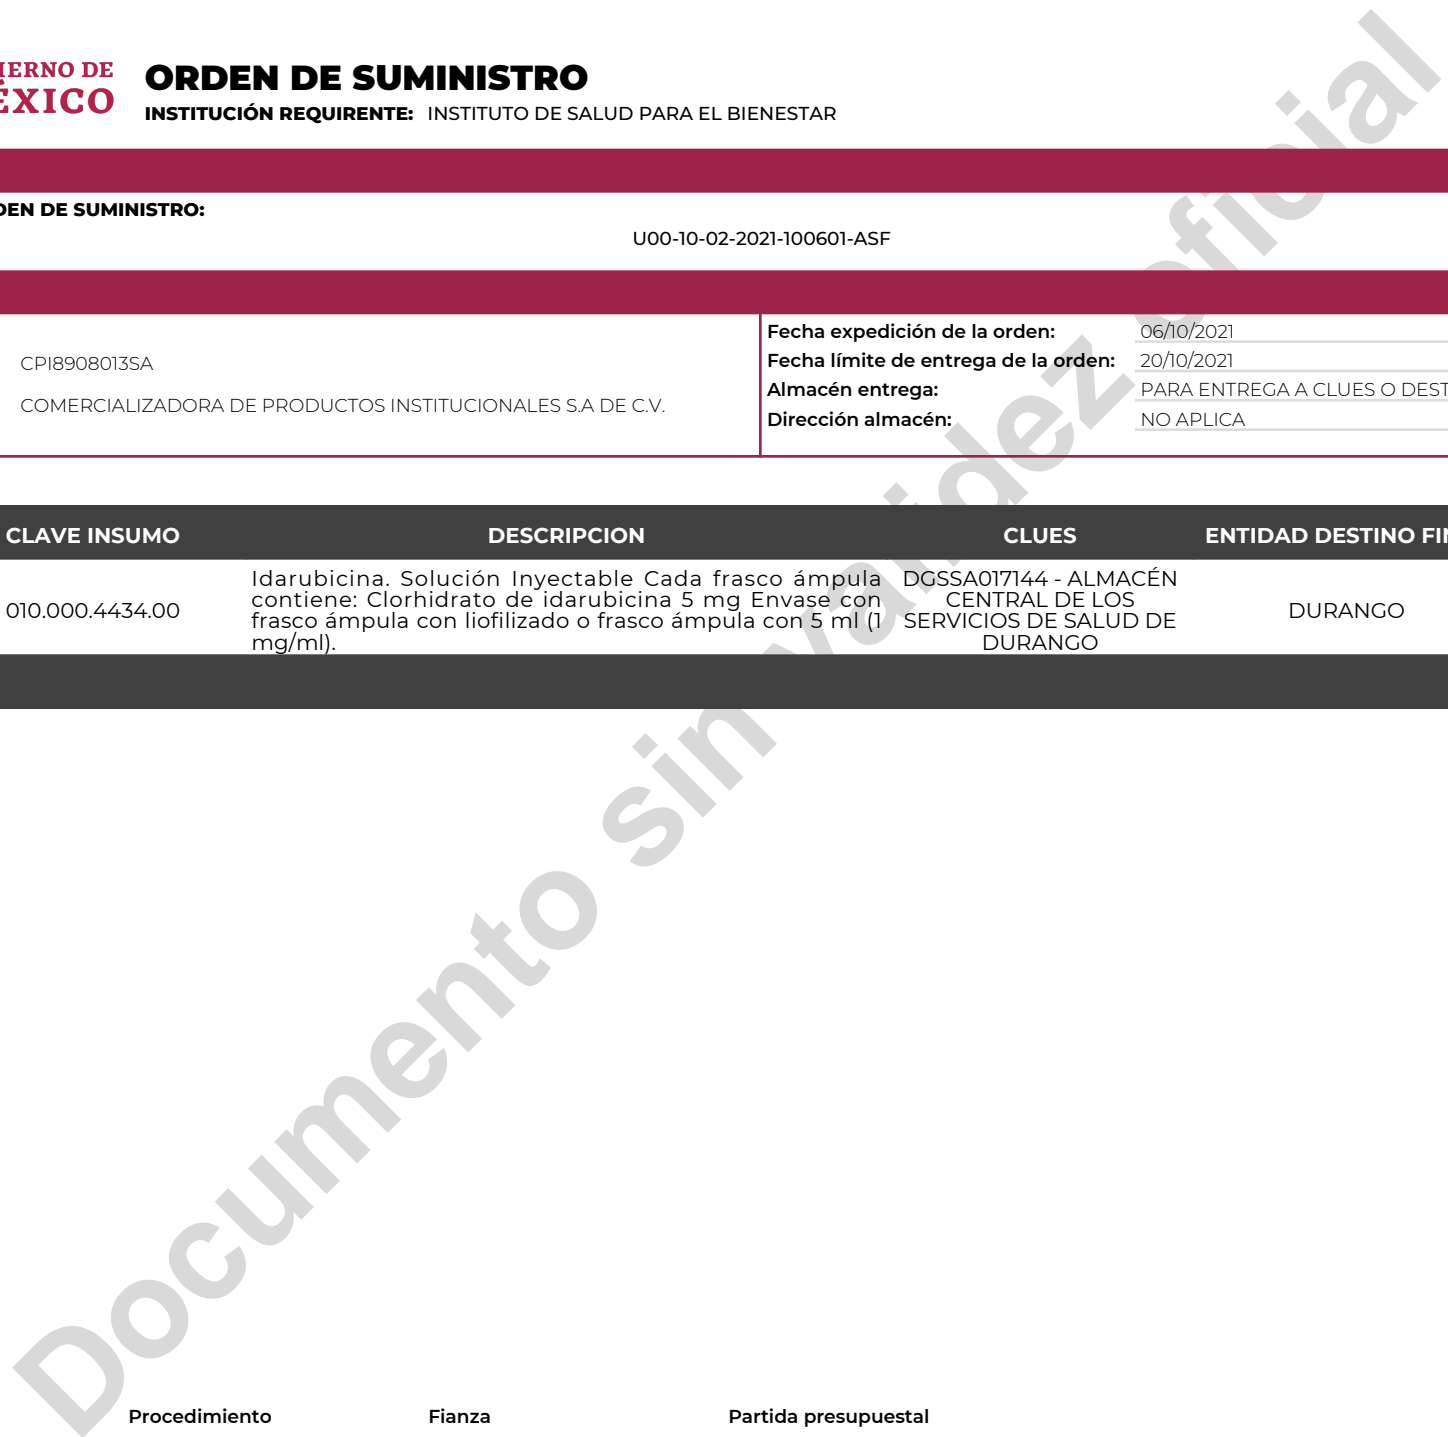 IERNO DE
ÉXICO
ORDEN DE SUMINISTRO
INSTITUCIÓN REQUIRENTE: INSTITUTO DE SALUD PARA EL BIENESTAR
DEN DE SUMINISTRO:
U00-10-02-2021-100601-ASF
CPI8908013SA
COMERCIALIZADORA DE PRODUCTOS INSTITUCIONALES S.A DE C.V.
Fecha expedición de la orden: 06/10/2021
Fecha límite de entrega de la orden: 20/10/2021
Almacén entrega: PARA ENTREGA A CLUES O DEST
Dirección almacén: NO APLICA
CLAVE INSUMO DESCRIPCION CLUES ENTIDAD DESTINO FIN
010.000.4434.00
Idarubicina. Solución Inyectable Cada frasco ámpula
contiene: Clorhidrato de idarubicina 5 mg Envase con
frasco ámpula con liofilizado o frasco ámpula con 5 ml (1
mg/ml).
DGSSA017144 - ALMACÉN
CENTRAL DE LOS
SERVICIOS DE SALUD DE
DURANGO
DURANGO
Documento sin validez oficial
Procedimiento Fianza Partida presupuestal